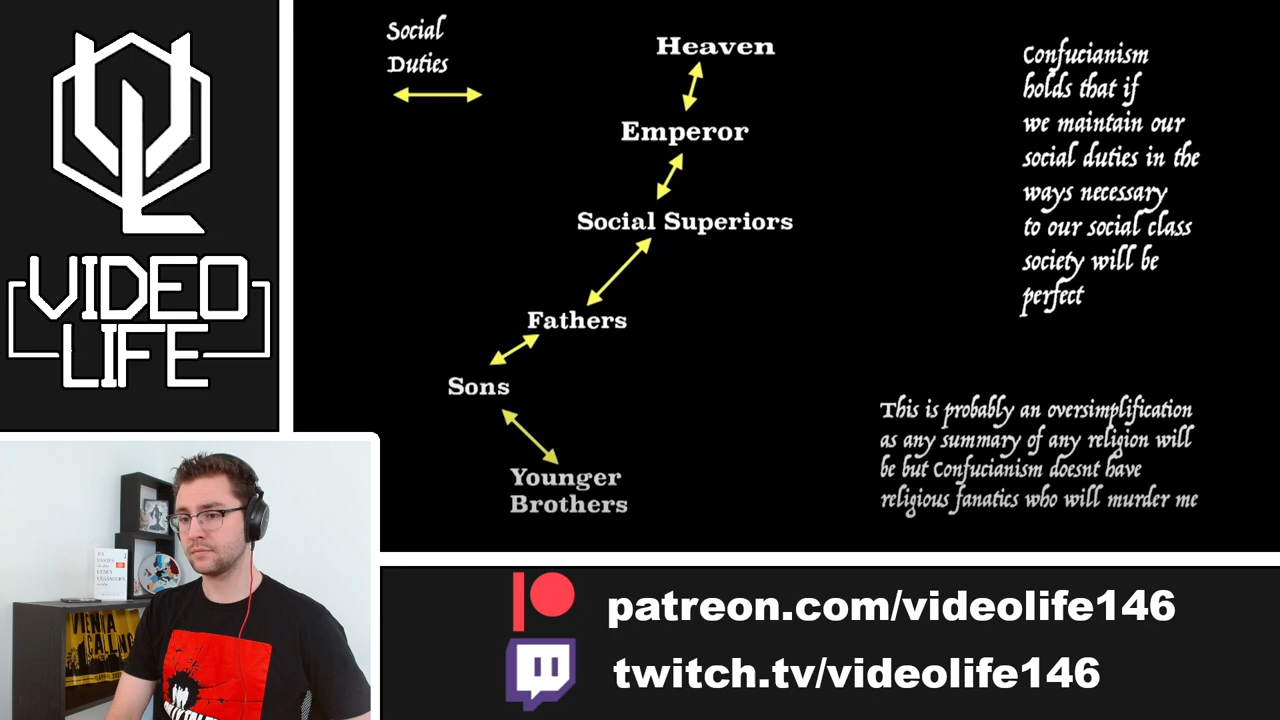 VIDEO
LIFE
Social
Duties
Heaven
Emperor
Social Superiors
Fathers
Sons
Younger
Brothers
Confucianism
holds that if
we maintain our
social duties in the
ways necessary
to our social class
society will be
perfect
This is probably an oversimplification
as any summary of any religion will
be but Confucianism doesnt have
religious fanatics who will murder me
VIENNA
CALLING
patreon.com/videolife146
twitch.tv/videolife146